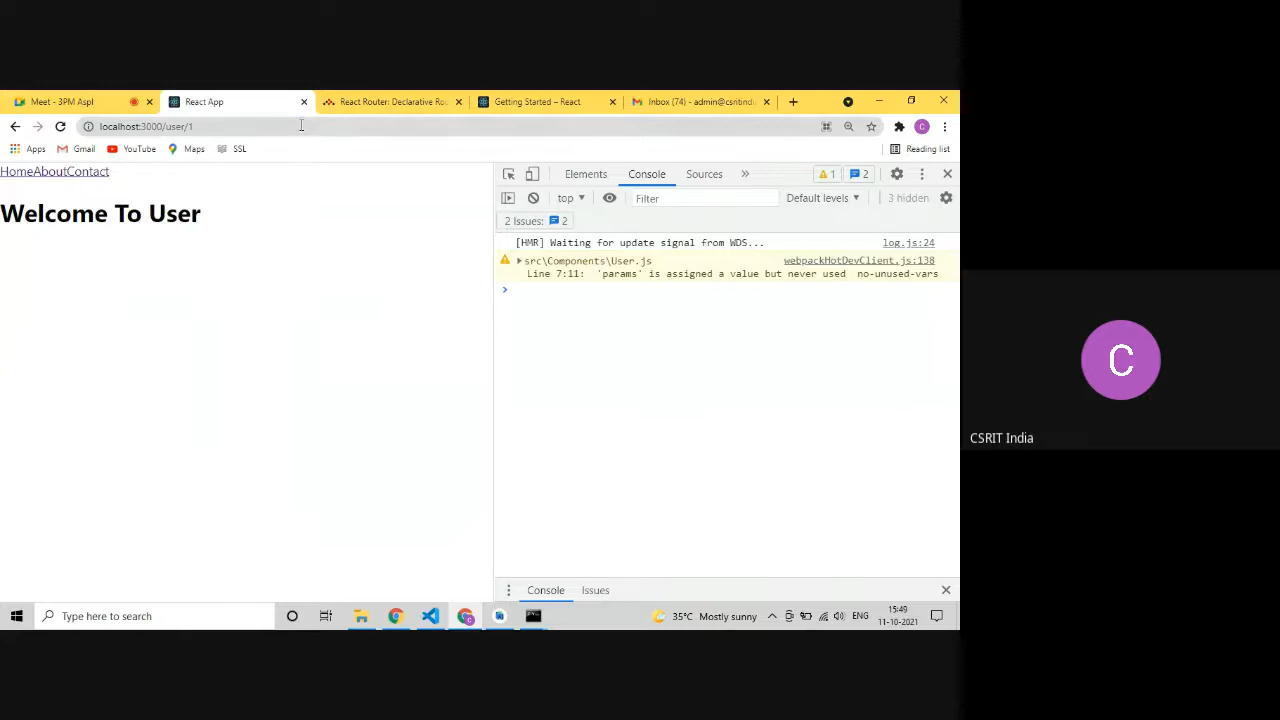 Meet - 3PM Aspl
React App
React Router: Declarative Ro
Getting Started – React
Inbox (74) - admin@csritind
localhost:3000/user/1
C
Apps
Gmail
YouTube
Maps
SSL
Reading list
HomeAboutContact
Welcome To User
Elements
Console
Sources
1
2
top
Filter
Default levels
3 hidden
2 Issues:
2
[HMR] Waiting for update signal from WDS...
log.js:24
src\Components\User.js
webpackHotDevClient.js:138
Line 7:11: 'params' is assigned a value but never used no-unused-vars
C
CSRIT India
Console
Issues
Type here to search
35°C Mostly sunny
ENG
15:49
11-10-2021